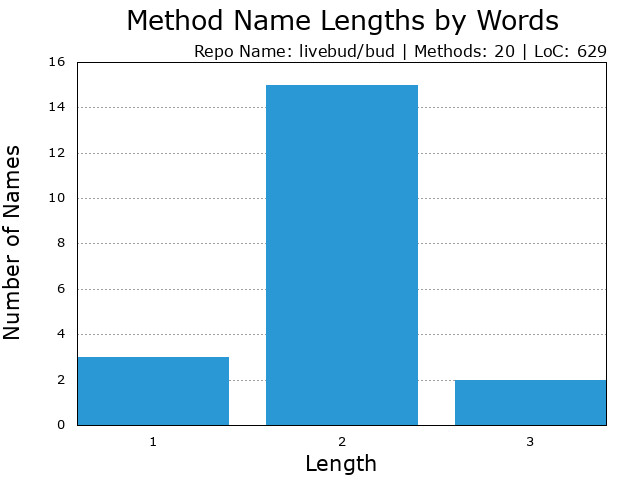 Method Name Lengths by Words
Repo Name: livebud/bud | Methods: 20 | LoC: 629
Number of Names
16
14
12
10
8
6
4
2
0
1 2 3
Length